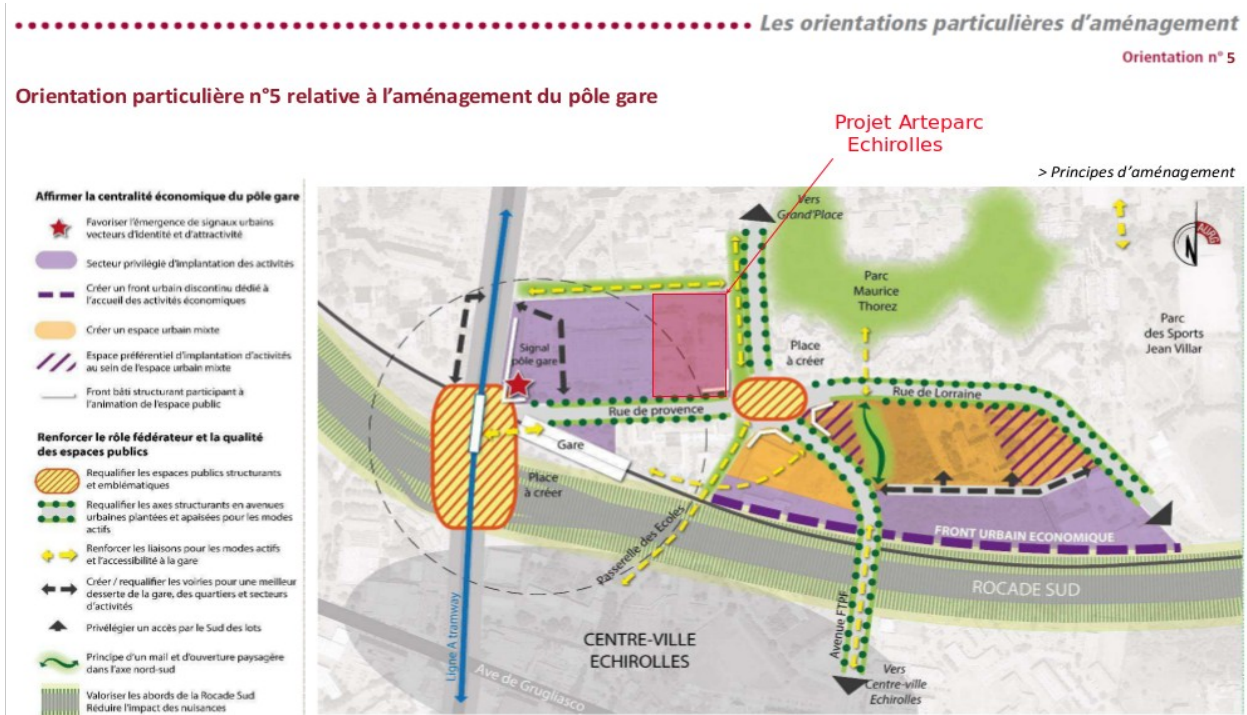 Les orientations particulières d'aménagement
Orientation n° 5
Orientation particulière n°5 relative à l'aménagement du pôle gare
Projet Arteparc
Echirolles
> Principes d'aménagement
Affirmer la centralité économique du pôle gare
Favoriser l'émergence de signaux urbains
vecteurs d'identité et d'attractivité
Secteur privilégié d'implantation des activités
Créer un front urbain discontinu dédié à
l'accueil des activités économiques
Créer un espace urbain mixte
Espace préférentiel d'implantation d'activités
au sein de l'espace urbain mixte
Front bâti structurant participant à
l'animation de l'espace public
Renforcer le rôle fédérateur et la qualité
des espaces publics
Requalifier les espaces publics structurants
et emblématiques
Requalifier les axes structurants en avenues
urbaines plantées et apaisées pour les modes
actifs
Renforcer les liaisons pour les modes actifs
et l'accessibilité à la gare
Créer / requalifier les voiries pour une meilleur
desserte de la gare, des quartiers et secteurs
d'activités
Privélégier un accès par le Sud des lots
Principe d'un mail et d'ouverture paysagère
dans l'axe nord-sud
Valoriser les abords de la Rocade Sud
Réduire l'impact des nuisances
Vers
Grand'Place
AURG
N
Parc
Maurice
Thorez
Parc
des Sports
Jean Villar
Signal
pôle gare
Place
à créer
Rue de provence
Rue de Lorraine
Gare
Place
à créer
Passerelle des Ecoles
FRONT URBAIN ECONOMIQUE
ROCADE SUD
Ligne A tramway
CENTRE-VILLE
ECHIROLLES
Avenue FTPF
Ave de Grugliasco
Vers
Centre-ville
Echirolles